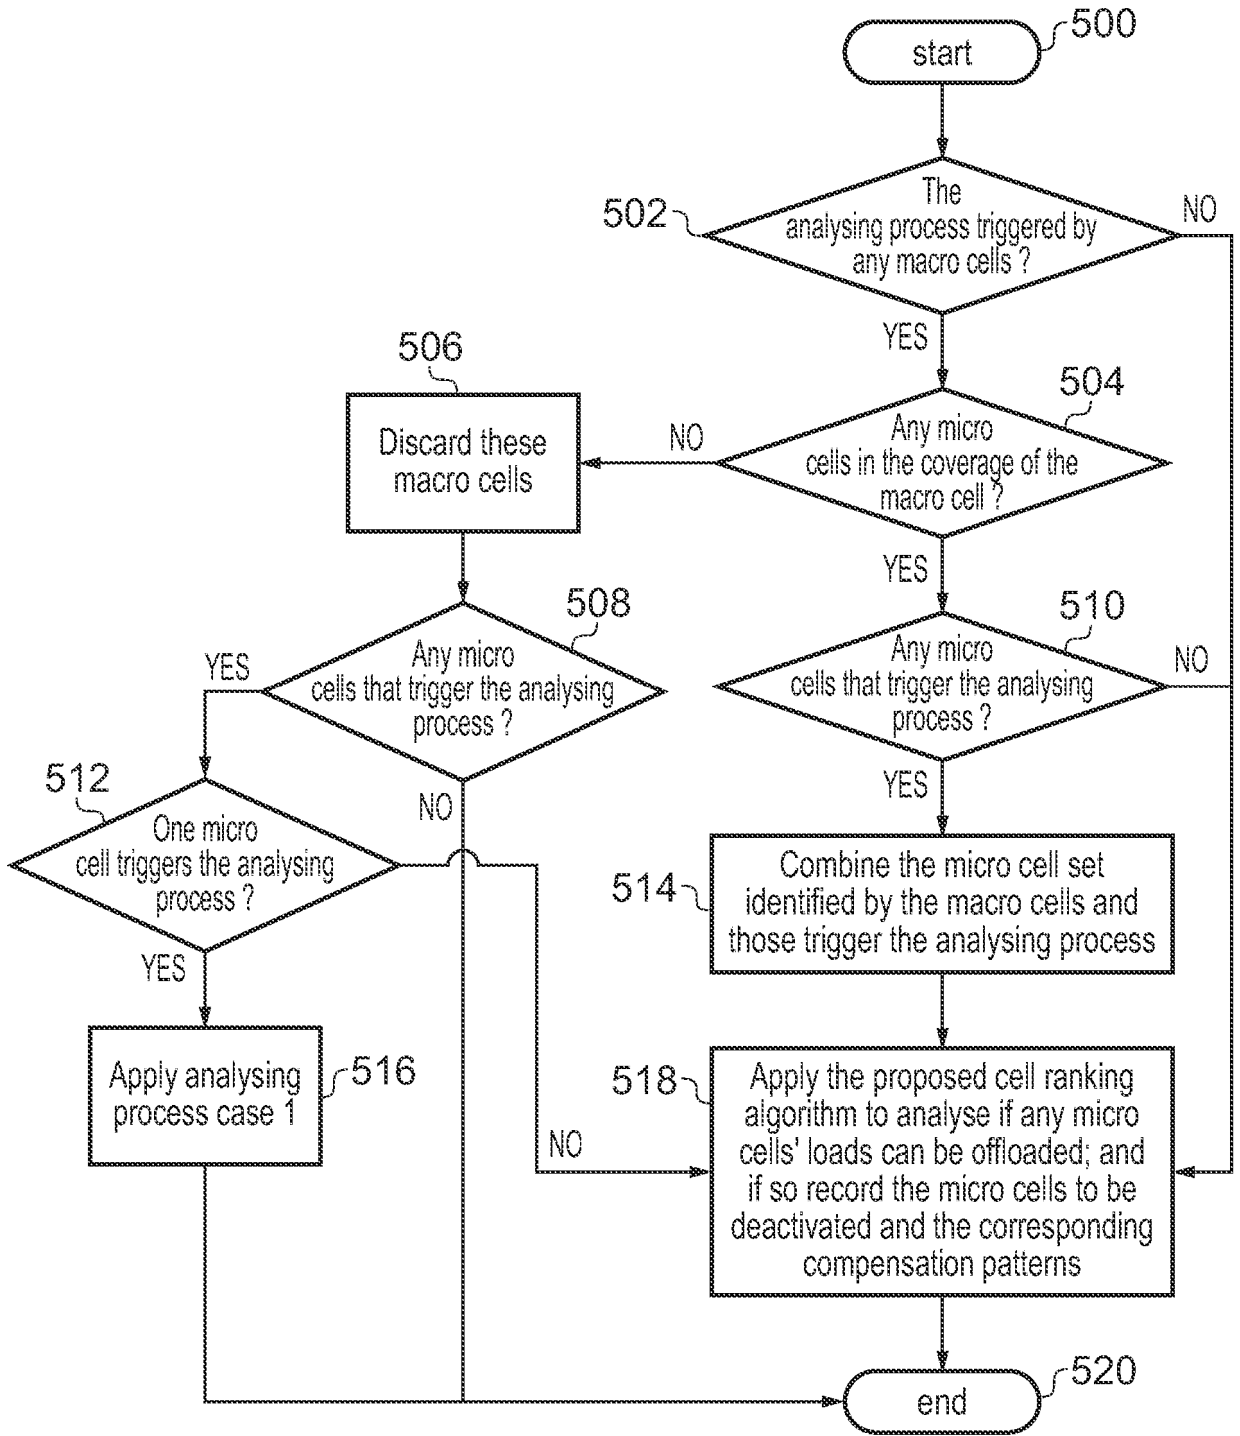 500
start
502
The
analysing process triggered by
any macro cells ?
NO
YES
506
504
Discard these
macro cells
NO
Any micro
cells in the coverage of the
macro cell ?
YES
508
510
YES
Any micro
cells that trigger the analysing
process ?
Any micro
cells that trigger the analysing
process ?
NO
512
NO
YES
One micro
cell triggers the analysing
process ?
514
Combine the micro cell set
identified by the macro cells and
those trigger the analysing process
YES
Apply analysing
process case 1
516
518
Apply the proposed cell ranking
algorithm to analyse if any micro
cells' loads can be offloaded; and
if so record the micro cells to be
deactivated and the corresponding
compensation patterns
NO
520
end